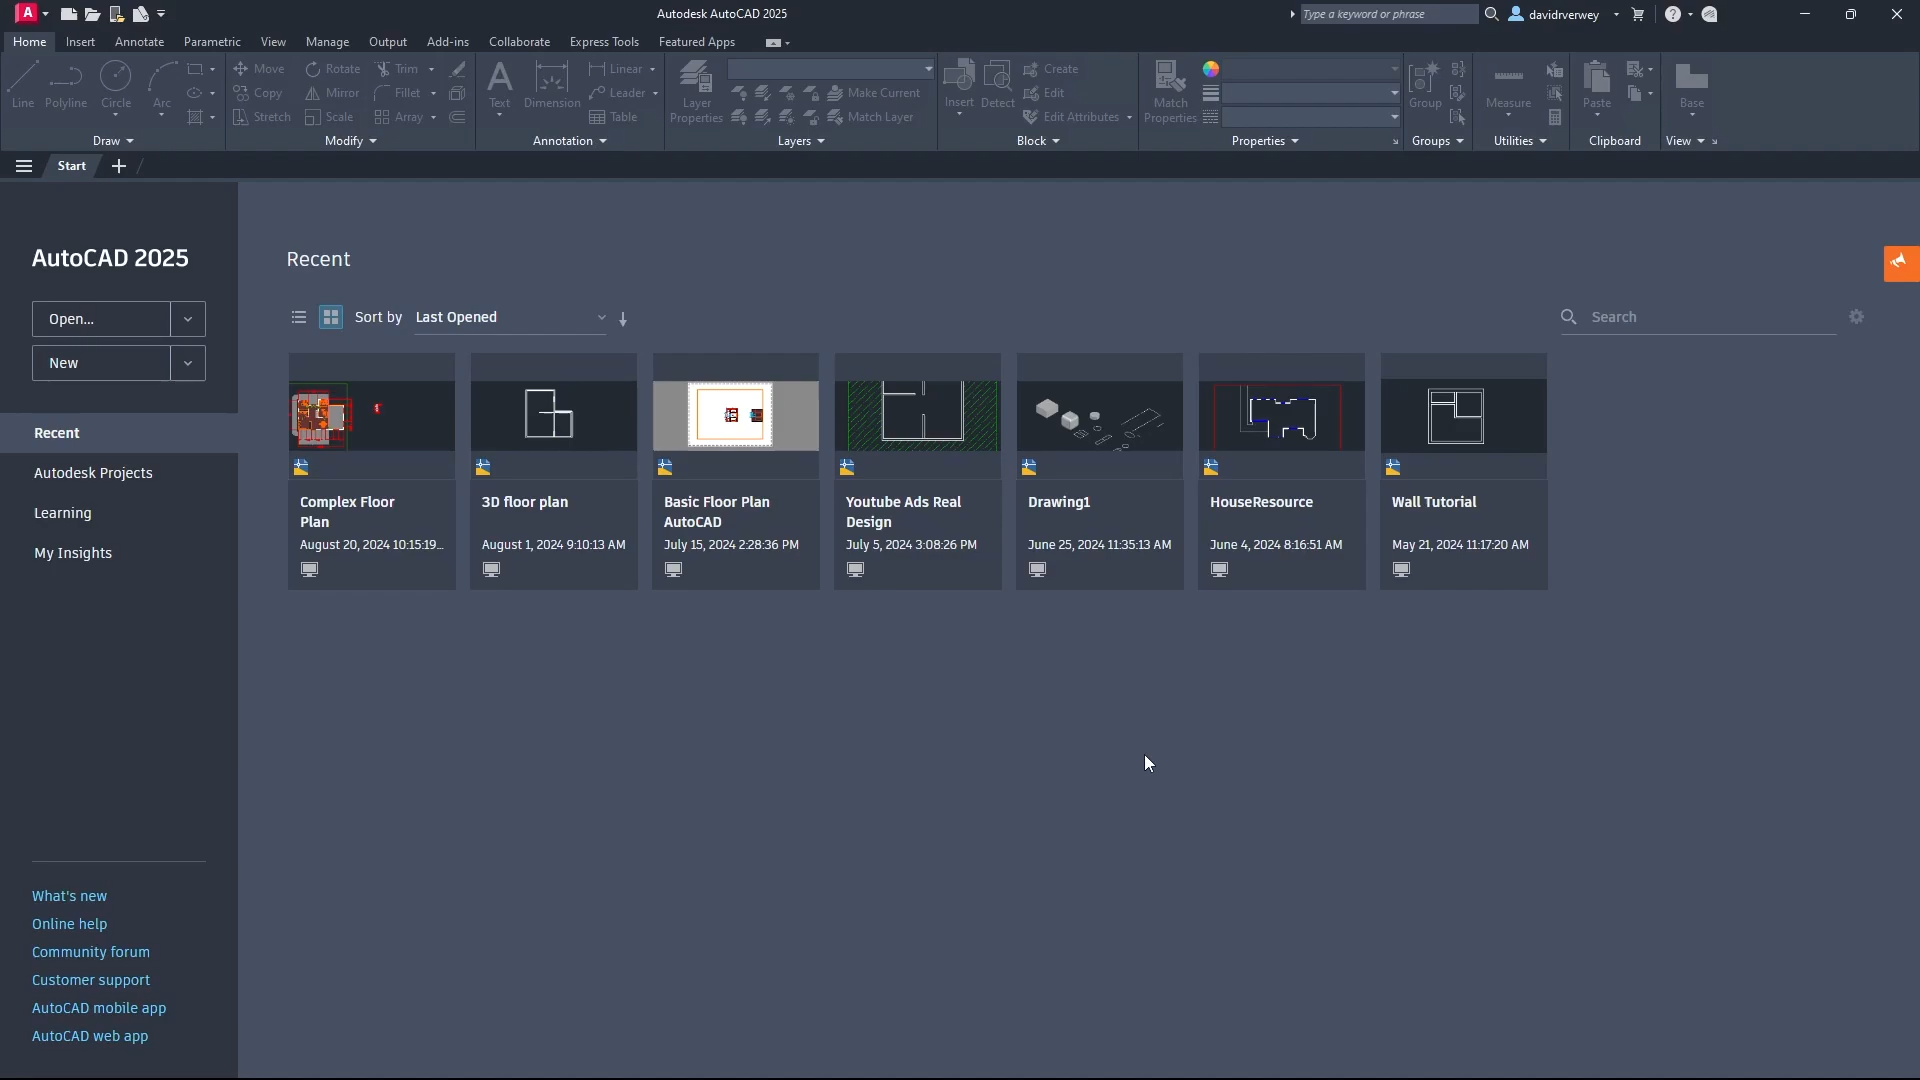 A
Autodesk AutoCAD 2025
Type a keyword or phrase
davidrverwey
Home Insert Annotate Parametric View Manage Output Add-ins Collaborate Express Tools Featured Apps
Line Polyline Circle Arc
Draw
Move Rotate Trim
Copy Mirror Fillet
Stretch Scale Array
Modify
Text Dimension
Linear
Leader
Table
Annotation
Layer
Properties
Make Current
Match Layer
Layers
Insert Detect
Create
Edit
Edit Attributes
Block
Match
Properties
Properties
Group
Groups
Measure
Utilities
Paste
Clipboard
Base
View
Start
AutoCAD 2025
Open...
New
Recent
Autodesk Projects
Learning
My Insights
What's new
Online help
Community forum
Customer support
AutoCAD mobile app
AutoCAD web app
Recent
Sort by Last Opened
Search
Complex Floor
Plan
August 20, 2024 10:15:19...
3D floor plan
August 1, 2024 9:10:13 AM
Basic Floor Plan
AutoCAD
July 15, 2024 2:28:36 PM
Youtube Ads Real
Design
July 5, 2024 3:08:26 PM
Drawing1
June 25, 2024 11:35:13 AM
HouseResource
June 4, 2024 8:16:51 AM
Wall Tutorial
May 21, 2024 11:17:20 AM